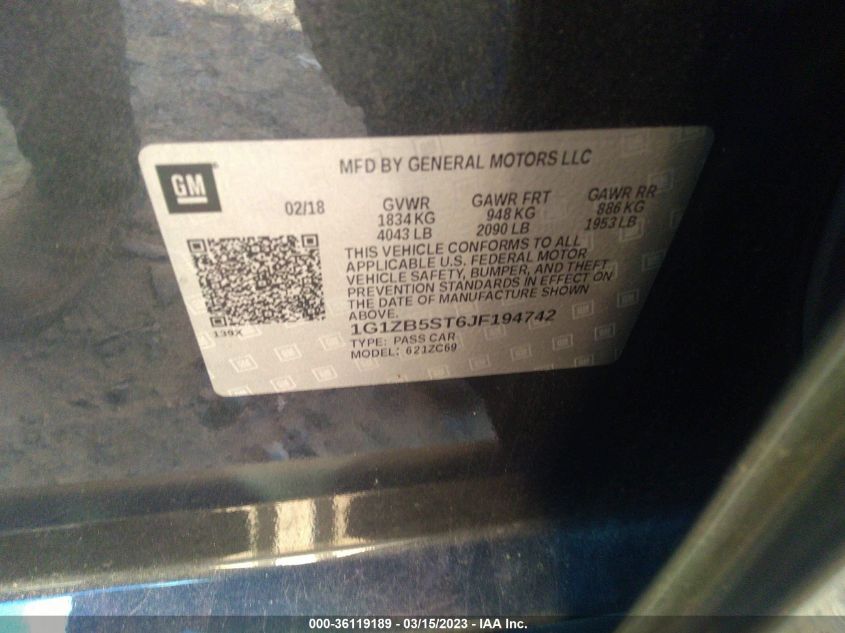 GM
MFD BY GENERAL MOTORS LLC
02/18 GVWR GAWR FRT GAWR RR
1834 KG 948 KG 886 KG
4043 LB 2090 LB 1953 LB
THIS VEHICLE CONFORMS TO ALL
APPLICABLE U.S. FEDERAL MOTOR
VEHICLE SAFETY, BUMPER, AND THEFT
PREVENTION STANDARDS IN EFFECT ON
THE DATE OF MANUFACTURE SHOWN
ABOVE.
139X
1G1ZB5ST6JF194742
TYPE: PASS CAR
MODEL: 621ZC69
000-36119189 - 03/15/2023 - IAA Inc.